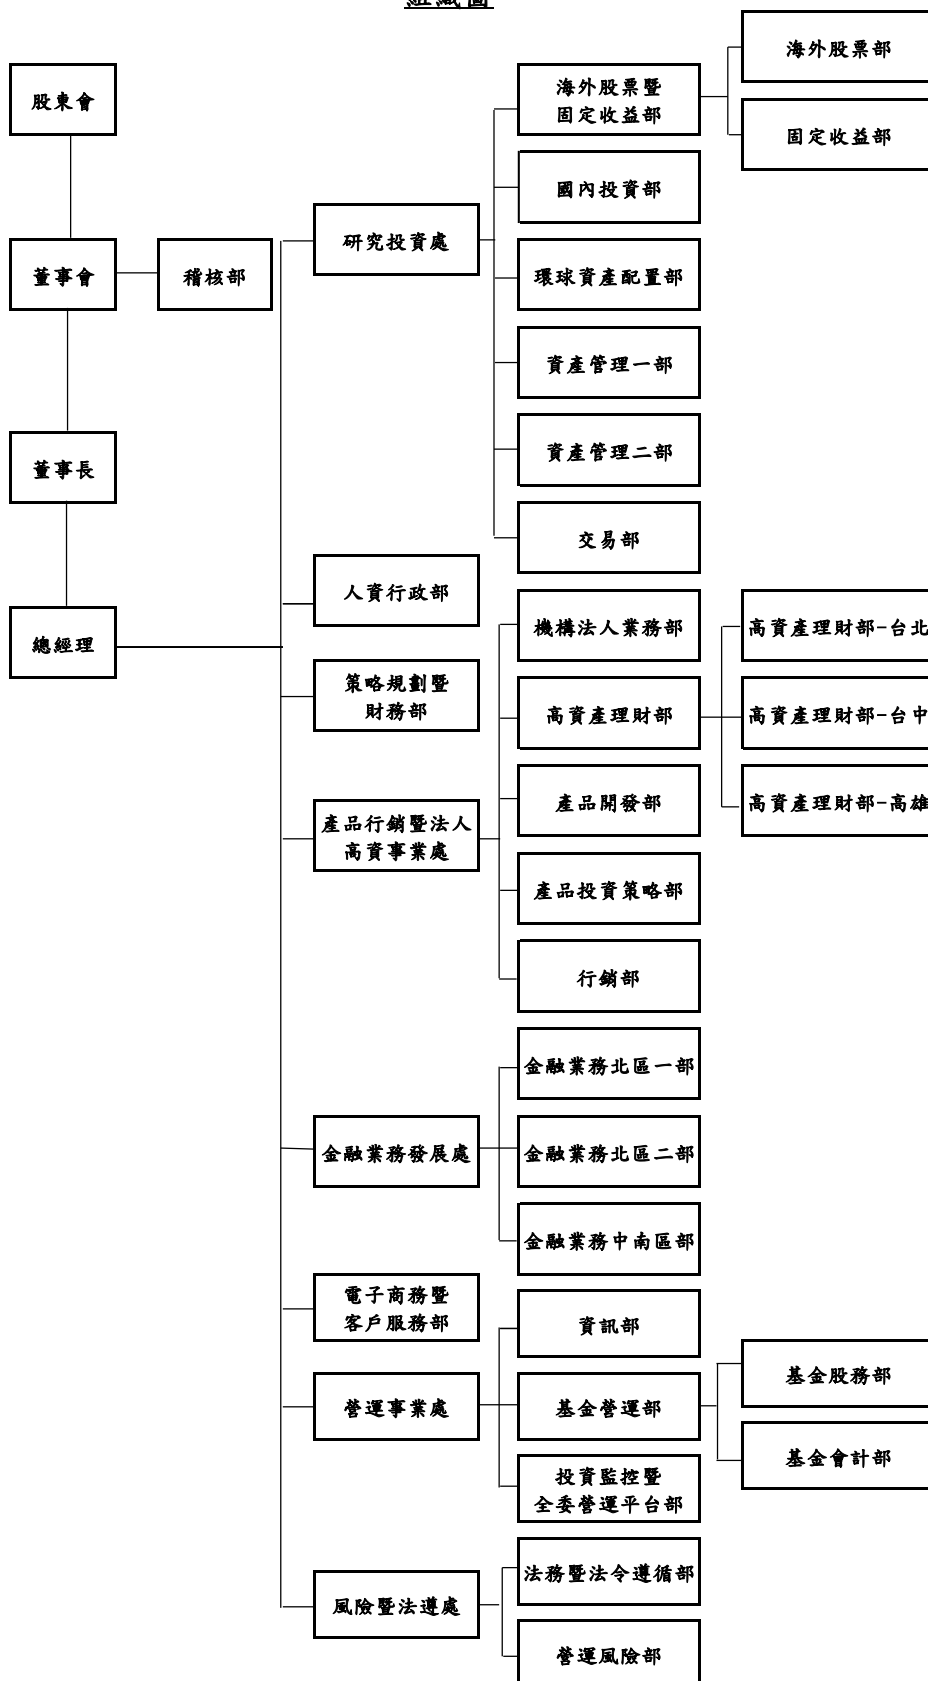 組織圖
股東會
董事會
稽核部
董事長
總經理
研究投資處
海外股票暨
固定收益部
海外股票部
固定收益部
國內投資部
環球資產配置部
資產管理一部
資產管理二部
交易部
人資行政部
策略規劃暨
財務部
產品行銷暨法人
高資事業處
機構法人業務部
高資產理財部
高資產理財部-台北
高資產理財部-台中
高資產理財部-高雄
產品開發部
產品投資策略部
行銷部
金融業務發展處
金融業務北區一部
金融業務北區二部
金融業務中南區部
電子商務暨
客戶服務部
營運事業處
資訊部
基金營運部
基金股務部
基金會計部
投資監控暨
全委營運平台部
風險暨法遵處
法務暨法令遵循部
營運風險部